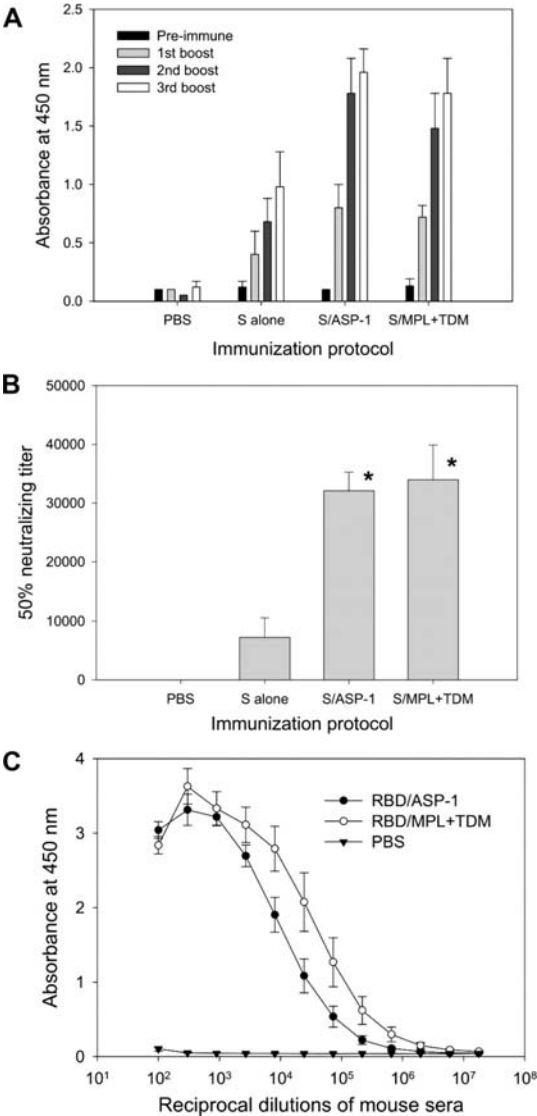 A
Absorbance at 450 nm
2.5
2.0
1.5
1.0
0.5
0.0
Pre-immune
1st boost
2nd boost
3rd boost
PBS S alone S/ASP-1 S/MPL+TDM
Immunization protocol
B
50% neutralizing titer
50000
40000
30000
20000
10000
0
* *
PBS S alone S/ASP-1 S/MPL+TDM
Immunization protocol
C
Absorbance at 450 nm
4
3
2
1
0
RBD/ASP-1
RBD/MPL+TDM
PBS
10¹ 10² 10³ 10⁴ 10⁵ 10⁶ 10⁷ 10⁸
Reciprocal dilutions of mouse sera